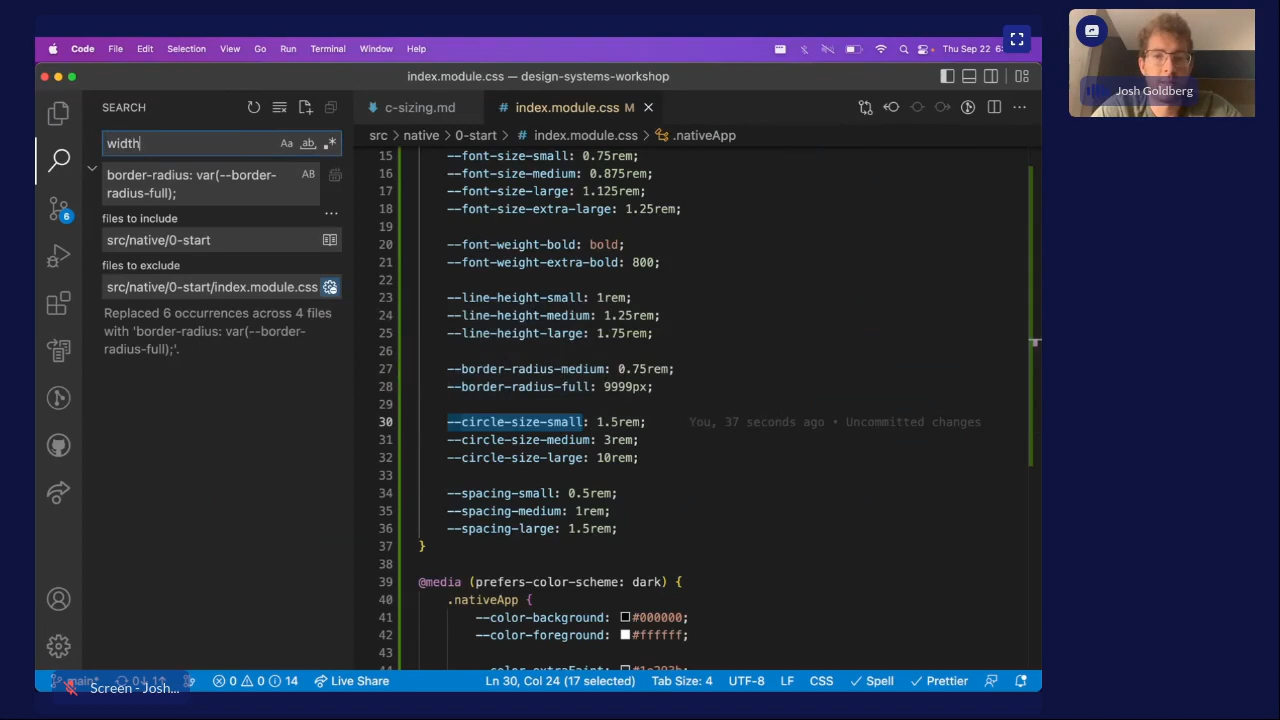 Code File Edit Selection View Go Run Terminal Window Help Thu Sep 22 6:
index.module.css — design-systems-workshop
SEARCH
c-sizing.md
# index.module.css M
src > native > 0-start > # index.module.css > .nativeApp
width
Aa ab .*
border-radius: var(--border-
radius-full);
AB
files to include
src/native/0-start
files to exclude
src/native/0-start/index.module.css
Replaced 6 occurrences across 4 files
with 'border-radius: var(--border-
radius-full);'.
6
15 --font-size-small: 0.75rem;
16 --font-size-medium: 0.875rem;
17 --font-size-large: 1.125rem;
18 --font-size-extra-large: 1.25rem;
19
20 --font-weight-bold: bold;
21 --font-weight-extra-bold: 800;
22
23 --line-height-small: 1rem;
24 --line-height-medium: 1.25rem;
25 --line-height-large: 1.75rem;
26
27 --border-radius-medium: 0.75rem;
28 --border-radius-full: 9999px;
29
30 --circle-size-small: 1.5rem; You, 37 seconds ago • Uncommitted changes
31 --circle-size-medium: 3rem;
32 --circle-size-large: 10rem;
33
34 --spacing-small: 0.5rem;
35 --spacing-medium: 1rem;
36 --spacing-large: 1.5rem;
37 }
38
39 @media (prefers-color-scheme: dark) {
40 .nativeApp {
41 --color-background: #000000;
42 --color-foreground: #ffffff;
43
main* 0↓ 1↑ 0 0 14 Live Share Ln 30, Col 24 (17 selected) Tab Size: 4 UTF-8 LF CSS Spell Prettier
Screen - Josh...
Josh Goldberg